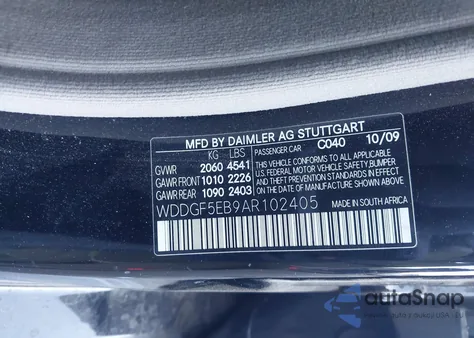 MFD BY DAIMLER AG STUTTGART
KG LBS PASSENGER CAR C040 10/09
GVWR 2060 4541
GAWR FRONT 1010 2226
GAWR REAR 1090 2403
THIS VEHICLE CONFORMS TO ALL APPLICABLE
U.S. FEDERAL MOTOR VEHICLE SAFETY,BUMPER
AND THEFT PREVENTION STANDARDS IN EFFECT
ON THE DATE OF MANUFACTURE SHOWN ABOVE.
WDDGF5EB9AR102405
MADE IN SOUTH AFRICA
autoSnap